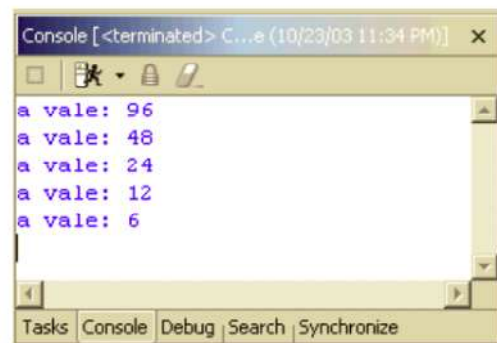 Console [<terminated> C...e (10/23/03 11:34 PM)]
a vale: 96
a vale: 48
a vale: 24
a vale: 12
a vale: 6
Tasks Console Debug Search Synchronize